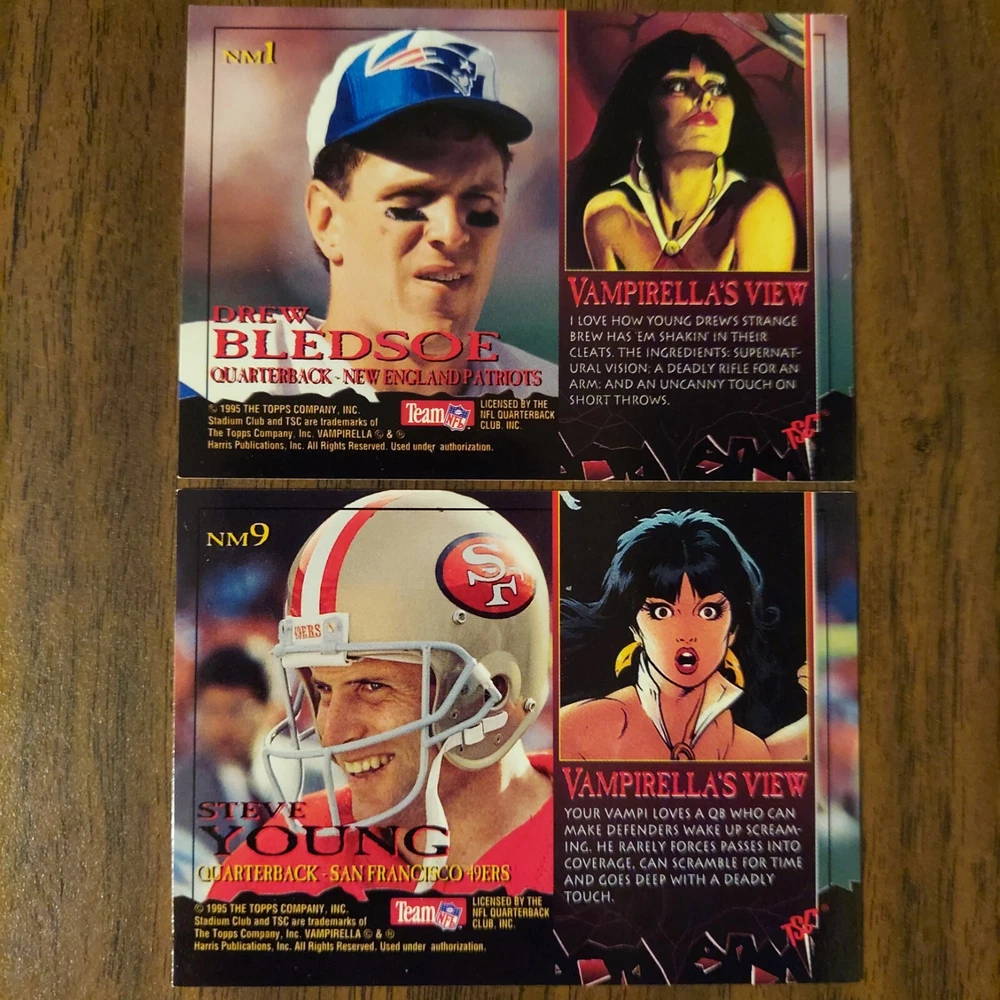 NM1
DREW
BLEDSOE
QUARTERBACK - NEW ENGLAND PATRIOTS
© 1995 THE TOPPS COMPANY, INC.
Stadium Club and TSC are trademarks of
The Topps Company, Inc. VAMPIRELLA © & ®
Harris Publications, Inc. All Rights Reserved. Used under authorization.
Team NFL
LICENSED BY THE
NFL QUARTERBACK
CLUB, INC.
VAMPIRELLA'S VIEW
I LOVE HOW YOUNG DREW'S STRANGE
BREW HAS 'EM SHAKIN' IN THEIR
CLEATS. THE INGREDIENTS: SUPERNAT-
URAL VISION; A DEADLY RIFLE FOR AN
ARM; AND AN UNCANNY TOUCH ON
SHORT THROWS.
TSC
NM9
SF
49ERS
STEVE
YOUNG
QUARTERBACK - SAN FRANCISCO 49ERS
© 1995 THE TOPPS COMPANY, INC.
Stadium Club and TSC are trademarks of
The Topps Company, Inc. VAMPIRELLA © & ®
Harris Publications, Inc. All Rights Reserved. Used under authorization.
Team NFL
LICENSED BY THE
NFL QUARTERBACK
CLUB, INC.
VAMPIRELLA'S VIEW
YOUR VAMPI LOVES A QB WHO CAN
MAKE DEFENDERS WAKE UP SCREAM-
ING. HE RARELY FORCES PASSES INTO
COVERAGE, CAN SCRAMBLE FOR TIME
AND GOES DEEP WITH A DEADLY
TOUCH.
TSC